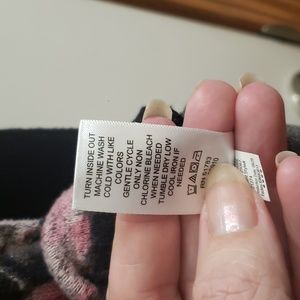 TURN INSIDE OUT
MACHINE WASH
COLD WITH LIKE
COLORS
GENTLE CYCLE
ONLY NON
CHLORINE BLEACH
WHEN NEEDED
TUMBLE DRY LOW
COOL IRON IF
NEEDED